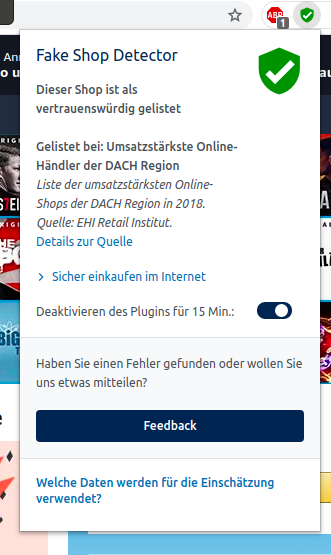 ABP
1
Fake Shop Detector
Dieser Shop ist als
vertrauenswürdig gelistet
Gelistet bei: Umsatzstärkste Online-
Händler der DACH Region
Liste der umsatzstärksten Online-
Shops der DACH Region in 2018.
Quelle: EHI Retail Institut.
Details zur Quelle
Sicher einkaufen im Internet
Deaktivieren des Plugins für 15 Min.:
Haben Sie einen Fehler gefunden oder wollen Sie
uns etwas mitteilen?
Feedback
Welche Daten werden für die Einschätzung
verwendet?